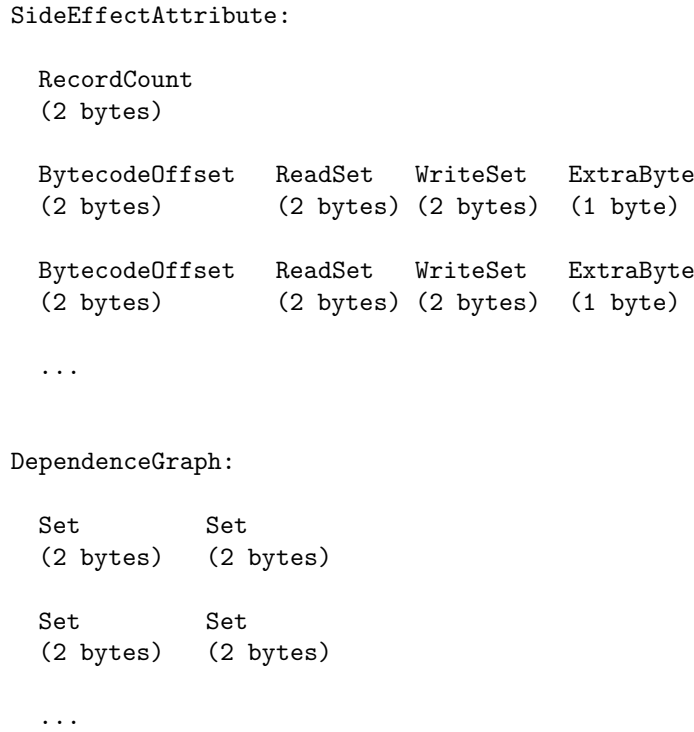 SideEffectAttribute:
RecordCount
(2 bytes)
BytecodeOffset ReadSet WriteSet ExtraByte
(2 bytes) (2 bytes) (2 bytes) (1 byte)
BytecodeOffset ReadSet WriteSet ExtraByte
(2 bytes) (2 bytes) (2 bytes) (1 byte)
...
DependenceGraph:
Set Set
(2 bytes) (2 bytes)
Set Set
(2 bytes) (2 bytes)
...